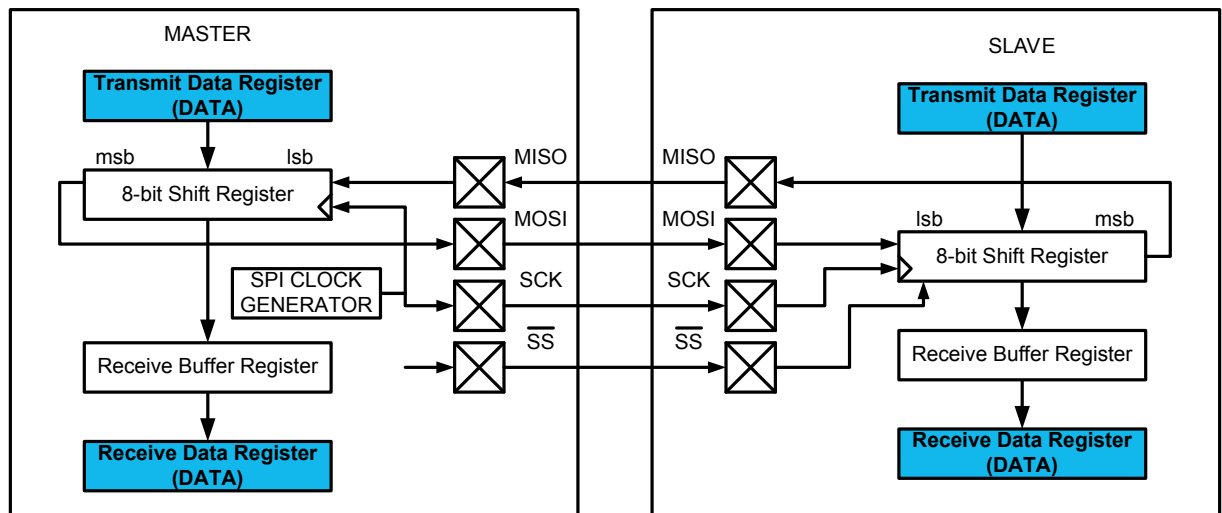 MASTER
Transmit Data Register
(DATA)
msb lsb
8-bit Shift Register
SPI CLOCK
GENERATOR
Receive Buffer Register
Receive Data Register
(DATA)
MISO
MOSI
SCK
SS
SLAVE
MISO
MOSI
SCK
SS
Transmit Data Register
(DATA)
lsb msb
8-bit Shift Register
Receive Buffer Register
Receive Data Register
(DATA)